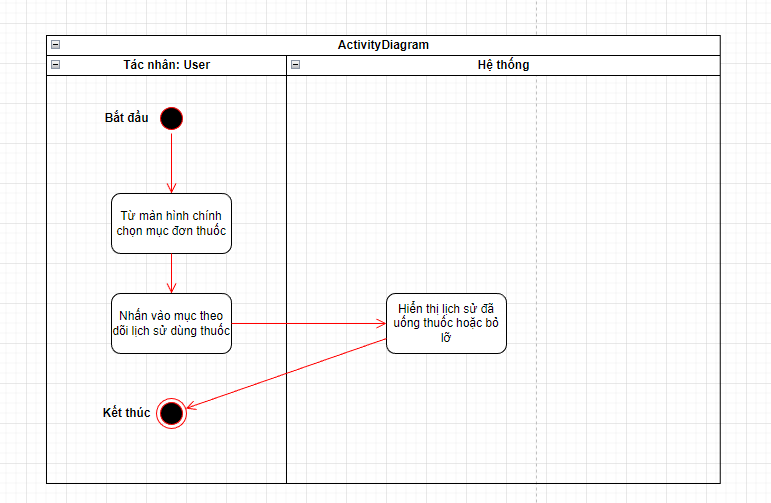 ActivityDiagram
Tác nhân: User
Hệ thống
Bắt đầu
Từ màn hình chính
chọn mục đơn thuốc
Nhấn vào mục theo
dõi lịch sử dùng thuốc
Hiển thị lịch sử đã
uống thuốc hoặc bỏ
lỡ
Kết thúc